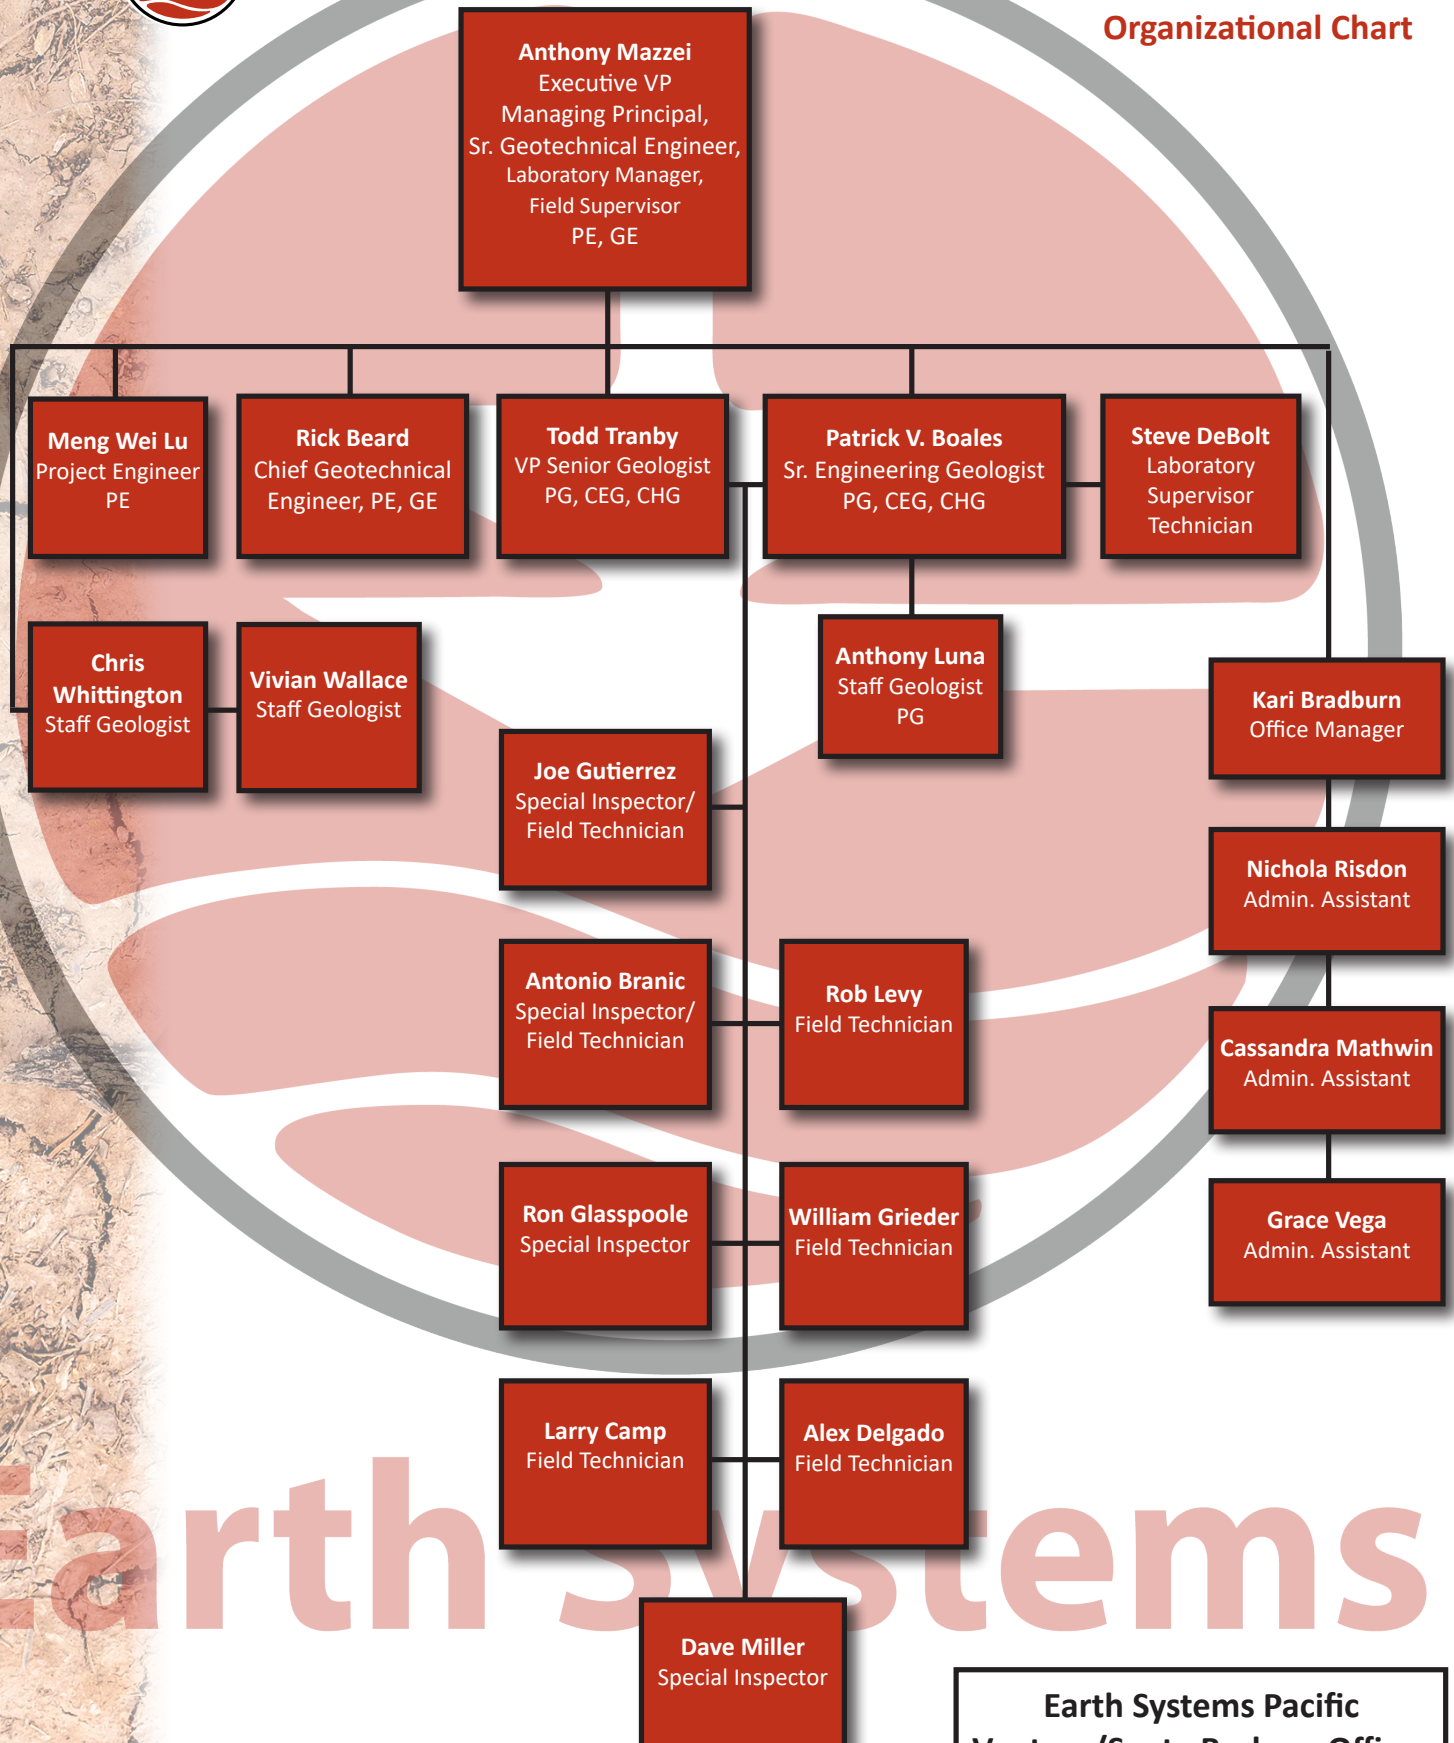 Organizational Chart
Anthony Mazzei
Executive VP
Managing Principal,
Sr. Geotechnical Engineer,
Laboratory Manager,
Field Supervisor
PE, GE
Meng Wei Lu
Project Engineer
PE
Rick Beard
Chief Geotechnical
Engineer, PE, GE
Todd Tranby
VP Senior Geologist
PG, CEG, CHG
Patrick V. Boales
Sr. Engineering Geologist
PG, CEG, CHG
Steve DeBolt
Laboratory
Supervisor
Technician
Chris
Whittington
Staff Geologist
Vivian Wallace
Staff Geologist
Anthony Luna
Staff Geologist
PG
Kari Bradburn
Office Manager
Joe Gutierrez
Special Inspector/
Field Technician
Nichola Risdon
Admin. Assistant
Antonio Branic
Special Inspector/
Field Technician
Rob Levy
Field Technician
Cassandra Mathwin
Admin. Assistant
Ron Glasspoole
Special Inspector
William Grieder
Field Technician
Grace Vega
Admin. Assistant
Larry Camp
Field Technician
Alex Delgado
Field Technician
Earth Systems
Dave Miller
Special Inspector
Earth Systems Pacific